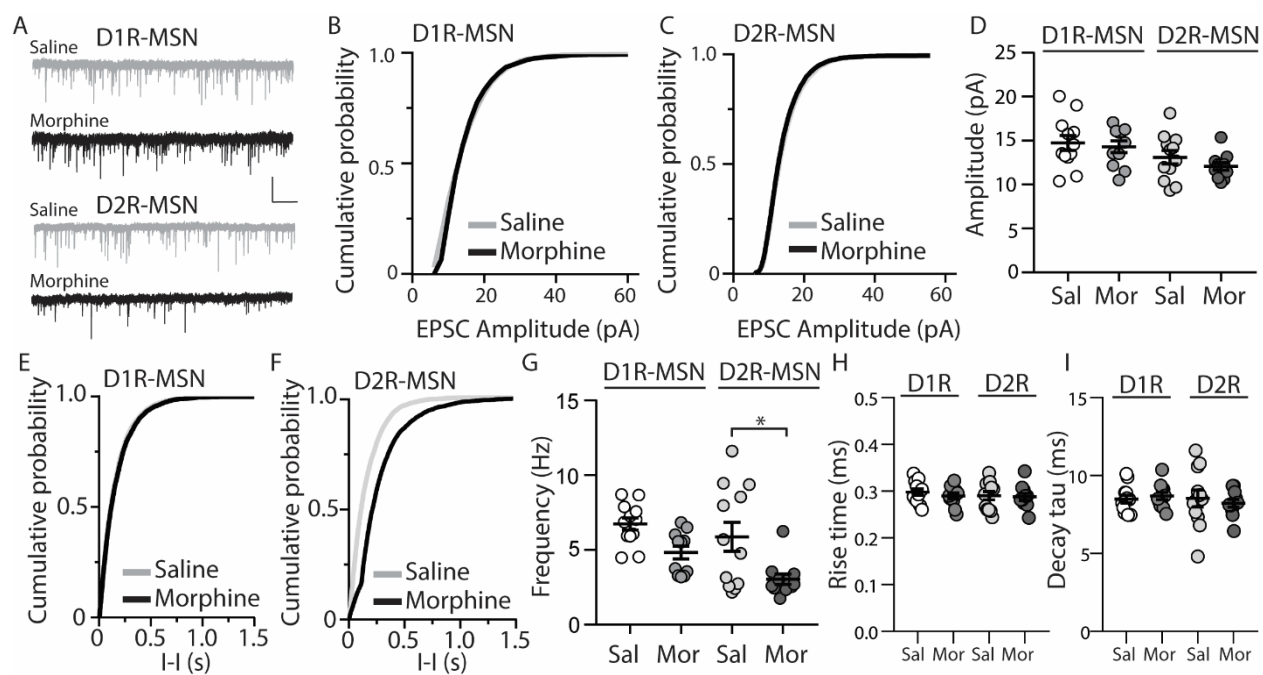 A
D1R-MSN
Saline
Morphine
D2R-MSN
Saline
Morphine
B
D1R-MSN
Cumulative probability
1.0
0.5
0
0 20 40 60
EPSC Amplitude (pA)
Saline
Morphine
C
D2R-MSN
Cumulative probability
1.0
0.5
0
0 20 40 60
EPSC Amplitude (pA)
Saline
Morphine
D
D1R-MSN D2R-MSN
Amplitude (pA)
25
20
15
10
5
0
Sal Mor Sal Mor
E
D1R-MSN
Cumulative probability
1.0
0.5
0
0 0.5 1.0 1.5
I-I (s)
Saline
Morphine
F
D2R-MSN
Cumulative probability
1.0
0.5
0
0 0.5 1.0 1.5
I-I (s)
Saline
Morphine
G
D1R-MSN D2R-MSN
Frequency (Hz)
15
10
5
0
*
Sal Mor Sal Mor
H
D1R D2R
Rise time (ms)
0.5
0.4
0.3
0.2
0.1
0.0
Sal Mor Sal Mor
I
D1R D2R
Decay tau (ms)
15
10
5
0
Sal Mor Sal Mor